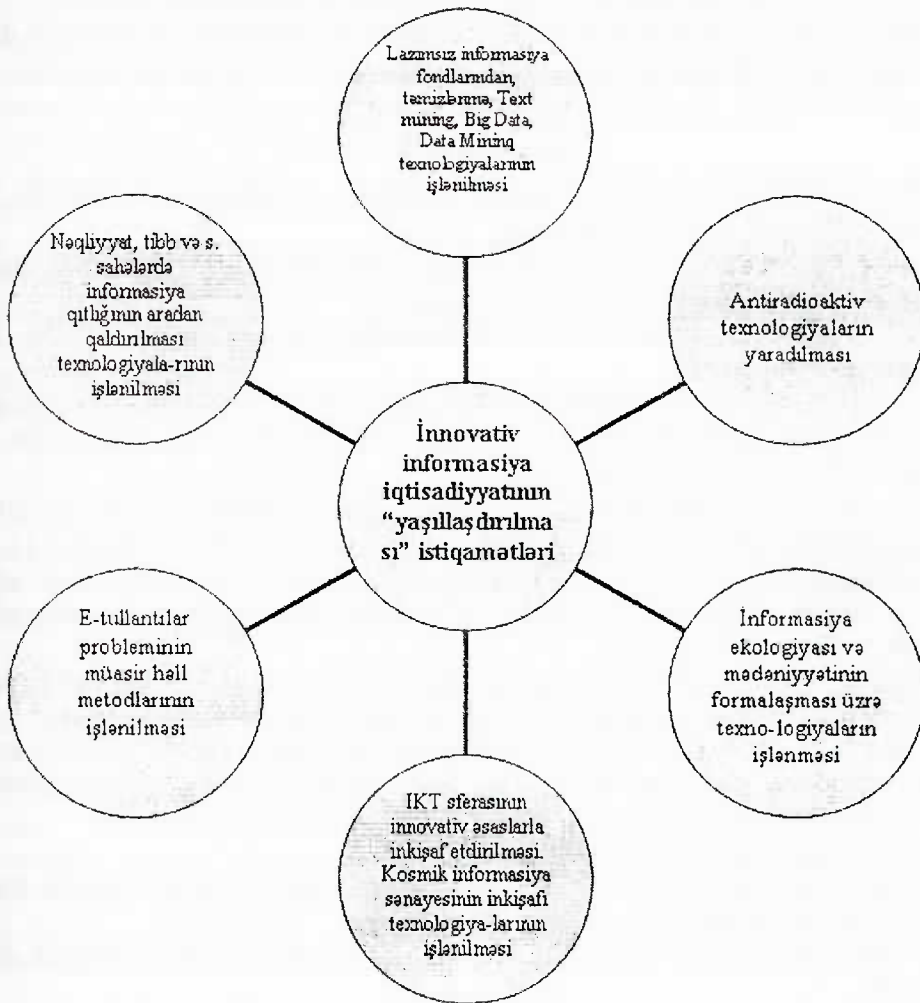 Lazımsız informasiya
fondlarından,
təmizlənmə, Text
mining, Big Data,
Data Mininq
texnologiyalarının
işlənilməsi
Nəqliyyat, tibb və s.
sahələrdə
informasiya
qıtlığının aradan
qaldırılması
texnologiyala-rının
işlənilməsi
Antiradioaktiv
texnologiyaların
yaradılması
İnnovativ
informasiya
iqtisadiyyatının
“yaşıllaşdırılma
sı” istiqamətləri
E-tullantılar
probleminin
müasir həll
metodlarının
işlənilməsi
İnformasiya
ekologiyası və
mədəniyyətinin
formalaşması üzrə
texno-logiyaların
işlənməsi
IKT sferasının
innovativ əsaslarla
inkişaf etdirilməsi.
Kosmik informasiya
sənayesinin inkişafı
texnologiya-larının
işlənilməsi